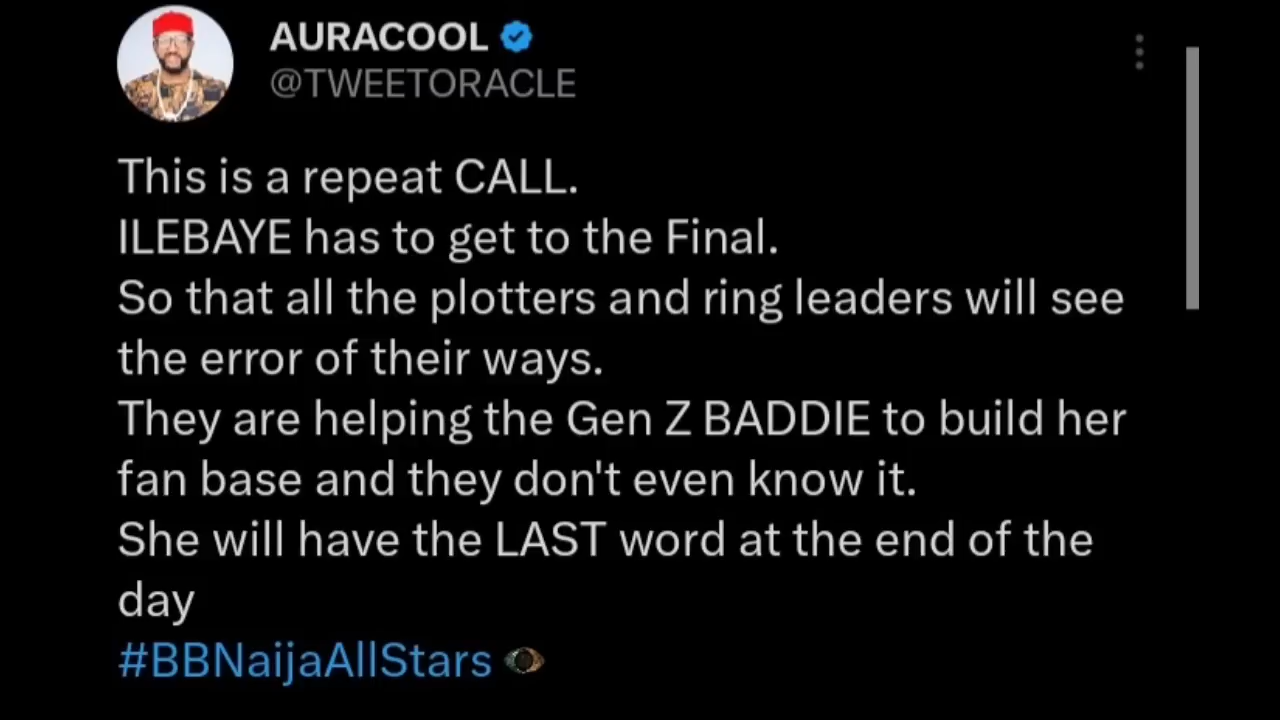 AURACOOL
@TWEETORACLE
This is a repeat CALL.
ILEBAYE has to get to the Final.
So that all the plotters and ring leaders will see
the error of their ways.
They are helping the Gen Z BADDIE to build her
fan base and they don't even know it.
She will have the LAST word at the end of the
day
#BBNaijaAllStars